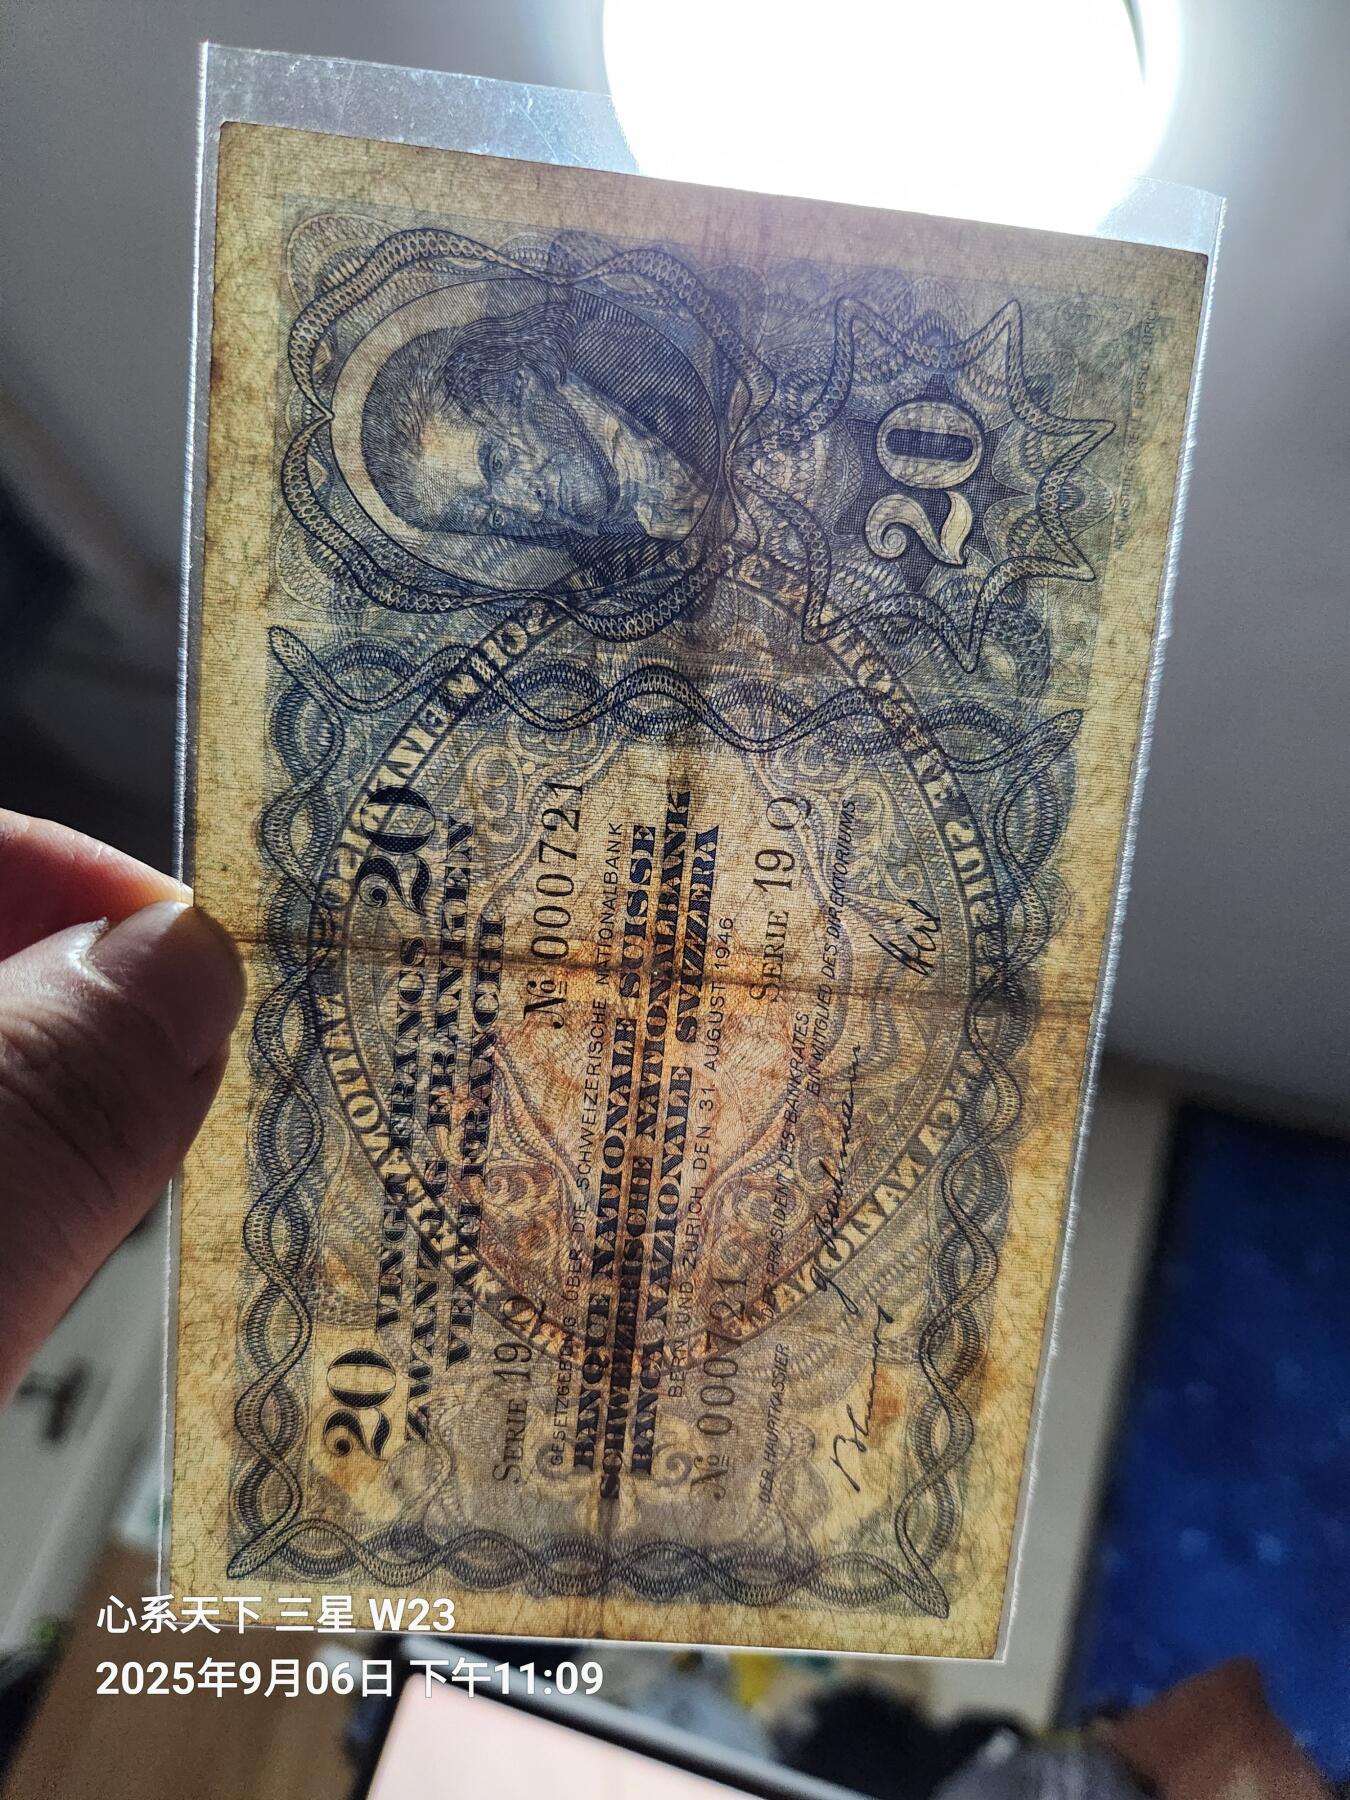 20 VINGT FRANCS 20
ZWANZIG FRANKEN
VENTI FRANCHI
SERIE 19 Q
№ 000721
GESETZGEBUNG ÜBER DIE SCHWEIZERISCHE NATIONALBANK
BANQUE NATIONALE SUISSE
SCHWEIZERISCHE NATIONALBANK
BANCA NAZIONALE SVIZZERA
BERN UND ZÜRICH DEN 31 AUGUST 1946
№ 000721
SERIE 19 Q
DER HAUPTKASSIER
PRÄSIDENT DES BANKRATES
EIN MITGLIED DES DIREKTORIUMS
20
心系天下 三星 W23
2025年9月06日 下午11:09